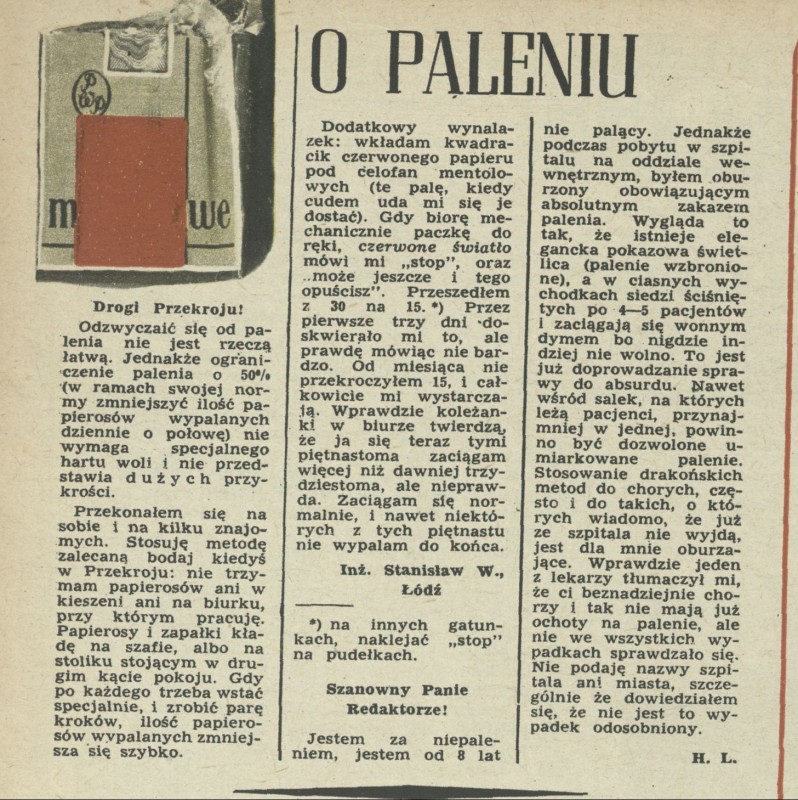 O PALENIU
PWP
m we
Drogi Przekroju!
Odzwyczaić się od pa-
lenia nie jest rzeczą
łatwą. Jednakże ograni-
czenie palenia o 50%
(w ramach swojej nor-
my zmniejszyć ilość pa-
pierosów wypalanych
dziennie o połowę) nie
wymaga specjalnego
hartu woli i nie przed-
stawia dużych przy-
krości.
Przekonałem się na
sobie i na kilku znajo-
mych. Stosuję metodę
zalecaną bodaj kiedyś
w Przekroju: nie trzy-
mam papierosów ani w
kieszeni ani na biurku,
przy którym pracuję.
Papierosy i zapałki kła-
dę na szafie, albo na
stoliku stojącym w dru-
gim kącie pokoju. Gdy
po każdego trzeba wstać
specjalnie, i zrobić parę
kroków, ilość papiero-
sów wypalanych zmniej-
sza się szybko.
Dodatkowy wynala-
zek: wkładam kwadra-
cik czerwonego papieru
pod celofan mentolo-
wych (te palę, kiedy
cudem uda mi się je
dostać). Gdy biorę me-
chanicznie paczkę do
ręki, czerwone światło
mówi mi „stop", oraz
„może jeszcze i tego
opuścisz". Przeszedłem
z 30 na 15.*) Przez
pierwsze trzy dni do-
skwierało mi to, ale
prawdę mówiąc nie bar-
dzo. Od miesiąca nie
przekroczyłem 15, i cał-
kowicie mi wystarcza-
ją. Wprawdzie koleżan-
ki w biurze twierdzą,
że ja się teraz tymi
piętnastoma zaciągam
więcej niż dawniej trzy-
dziestoma, ale niepraw-
da. Zaciągam się nor-
malnie, i nawet niektó-
rych z tych piętnastu
nie wypalam do końca.
Inż. Stanisław W.,
Łódź
*) na innych gatun-
kach, naklejać „stop"
na pudełkach.
Szanowny Panie
Redaktorze!
Jestem za niepale-
niem, jestem od 8 lat
nie palący. Jednakże
podczas pobytu w szpi-
talu na oddziale we-
wnętrznym, byłem obu-
rzony obowiązującym
absolutnym zakazem
palenia. Wygląda to
tak, że istnieje ele-
gancka pokazowa świet-
lica (palenie wzbronio-
ne), a w ciasnych wy-
chodkach siedzi ściśnię-
tych po 4—5 pacjentów
i zaciągają się wonnym
dymem bo nigdzie in-
dziej nie wolno. To jest
już doprowadzanie spra-
wy do absurdu. Nawet
wśród salek, na których
leżą pacjenci, przynaj-
mniej w jednej, powin-
no być dozwolone u-
miarkowane palenie.
Stosowanie drakońskich
metod do chorych, czę-
sto i do takich, o któ-
rych wiadomo, że już
ze szpitala nie wyjdą,
jest dla mnie oburza-
jące. Wprawdzie jeden
z lekarzy tłumaczył mi,
że ci beznadziejnie cho-
rzy i tak nie mają już
ochoty na palenie, ale
nie we wszystkich wy-
padkach sprawdzało się.
Nie podaję nazwy szpi-
tala ani miasta, szcze-
gólnie że dowiedziałem
się, że nie jest to wy-
padek odosobniony.
H. L.